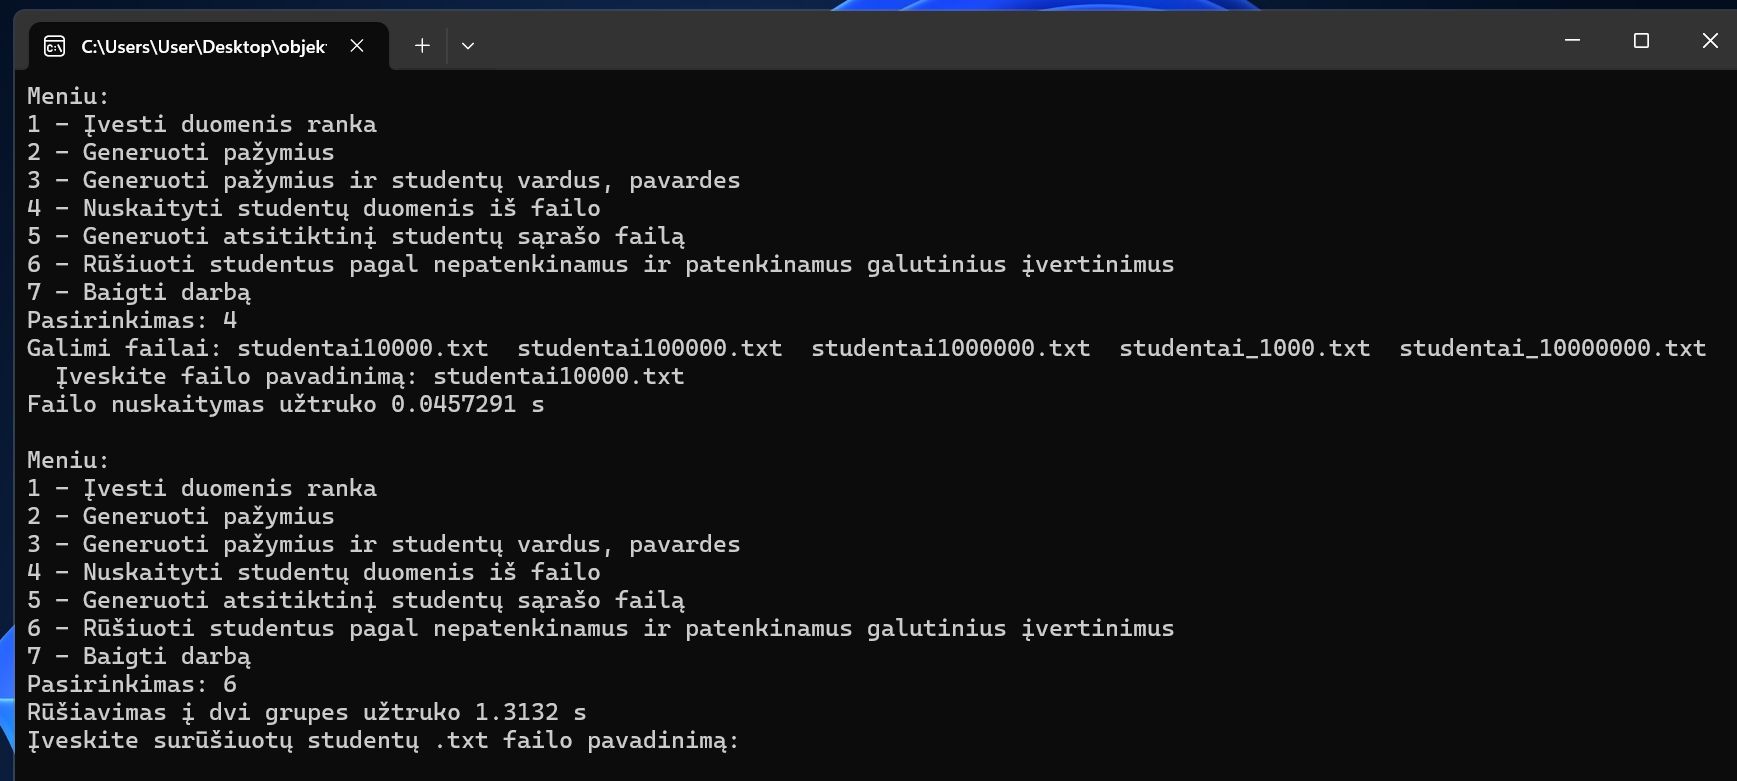 C:\Users\User\Desktop\objek
Meniu:
1 - Įvesti duomenis ranka
2 - Generuoti pažymius
3 - Generuoti pažymius ir studentų vardus, pavardes
4 - Nuskaityti studentų duomenis iš failo
5 - Generuoti atsitiktinį studentų sąrašo failą
6 - Rūšiuoti studentus pagal nepatenkinamus ir patenkinamus galutinius įvertinimus
7 - Baigti darbą
Pasirinkimas: 4
Galimi failai: studentai10000.txt  studentai100000.txt  studentai1000000.txt  studentai_1000.txt  studentai_10000000.txt
Įveskite failo pavadinimą: studentai10000.txt
Failo nuskaitymas užtruko 0.0457291 s
Meniu:
1 - Įvesti duomenis ranka
2 - Generuoti pažymius
3 - Generuoti pažymius ir studentų vardus, pavardes
4 - Nuskaityti studentų duomenis iš failo
5 - Generuoti atsitiktinį studentų sąrašo failą
6 - Rūšiuoti studentus pagal nepatenkinamus ir patenkinamus galutinius įvertinimus
7 - Baigti darbą
Pasirinkimas: 6
Rūšiavimas į dvi grupes užtruko 1.3132 s
Įveskite surūšiuotų studentų .txt failo pavadinimą: